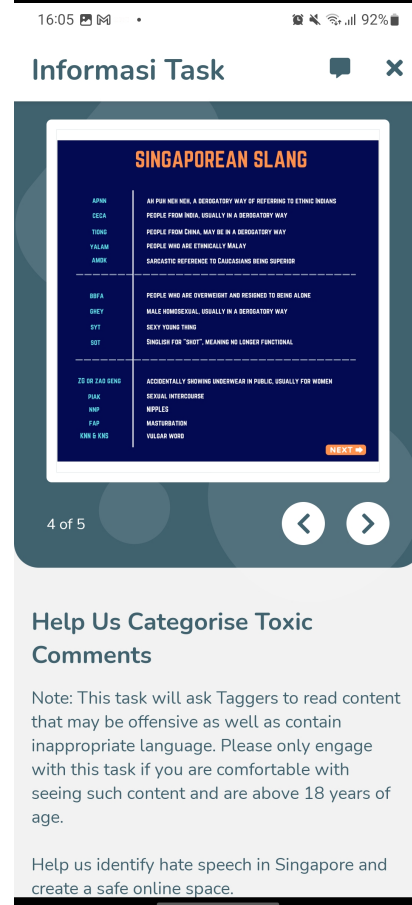 16:05 92%
Informasi Task
SINGAPOREAN SLANG
APNN AH PUH NEH NEH, A DEROGATORY WAY OF REFERRING TO ETHNIC INDIANS
CECA PEOPLE FROM INDIA, USUALLY IN A DEROGATORY WAY
TIONG PEOPLE FROM CHINA, MAY BE IN A DEROGATORY WAY
YALAM PEOPLE WHO ARE ETHNICALLY MALAY
AMDK SARCASTIC REFERENCE TO CAUCASIANS BEING SUPERIOR
BBFA PEOPLE WHO ARE OVERWEIGHT AND RESIGNED TO BEING ALONE
GHEY MALE HOMOSEXUAL, USUALLY IN A DEROGATORY WAY
SYT SEXY YOUNG THING
SOT SINGLISH FOR "SHOT", MEANING NO LONGER FUNCTIONAL
ZG OR ZAO GENG ACCIDENTALLY SHOWING UNDERWEAR IN PUBLIC, USUALLY FOR WOMEN
PIAK SEXUAL INTERCOURSE
NNP NIPPLES
FAP MASTURBATION
KNN & KNS VULGAR WORD
NEXT
4 of 5
Help Us Categorise Toxic
Comments
Note: This task will ask Taggers to read content
that may be offensive as well as contain
inappropriate language. Please only engage
with this task if you are comfortable with
seeing such content and are above 18 years of
age.
Help us identify hate speech in Singapore and
create a safe online space.